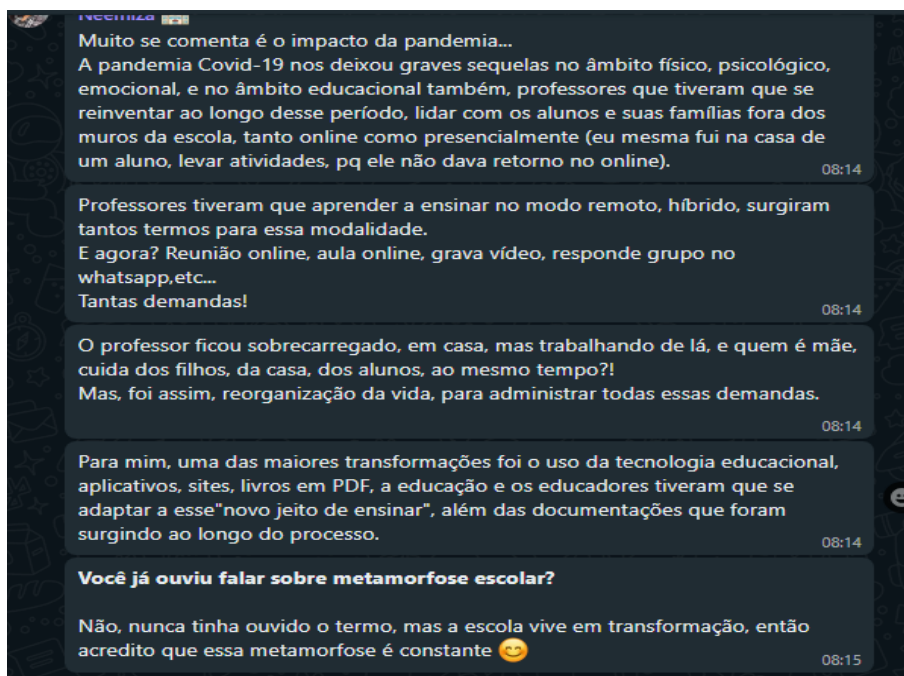 Neemiza
Muito se comenta é o impacto da pandemia...
A pandemia Covid-19 nos deixou graves sequelas no âmbito físico, psicológico,
emocional, e no âmbito educacional também, professores que tiveram que se
reinventar ao longo desse período, lidar com os alunos e suas famílias fora dos
muros da escola, tanto online como presencialmente (eu mesma fui na casa de
um aluno, levar atividades, pq ele não dava retorno no online).
08:14
Professores tiveram que aprender a ensinar no modo remoto, híbrido, surgiram
tantos termos para essa modalidade.
E agora? Reunião online, aula online, grava vídeo, responde grupo no
whatsapp,etc...
Tantas demandas!
08:14
O professor ficou sobrecarregado, em casa, mas trabalhando de lá, e quem é mãe,
cuida dos filhos, da casa, dos alunos, ao mesmo tempo?!
Mas, foi assim, reorganização da vida, para administrar todas essas demandas.
08:14
Para mim, uma das maiores transformações foi o uso da tecnologia educacional,
aplicativos, sites, livros em PDF, a educação e os educadores tiveram que se
adaptar a esse"novo jeito de ensinar", além das documentações que foram
surgindo ao longo do processo.
08:14
Você já ouviu falar sobre metamorfose escolar?
Não, nunca tinha ouvido o termo, mas a escola vive em transformação, então
acredito que essa metamorfose é constante 😊
08:15